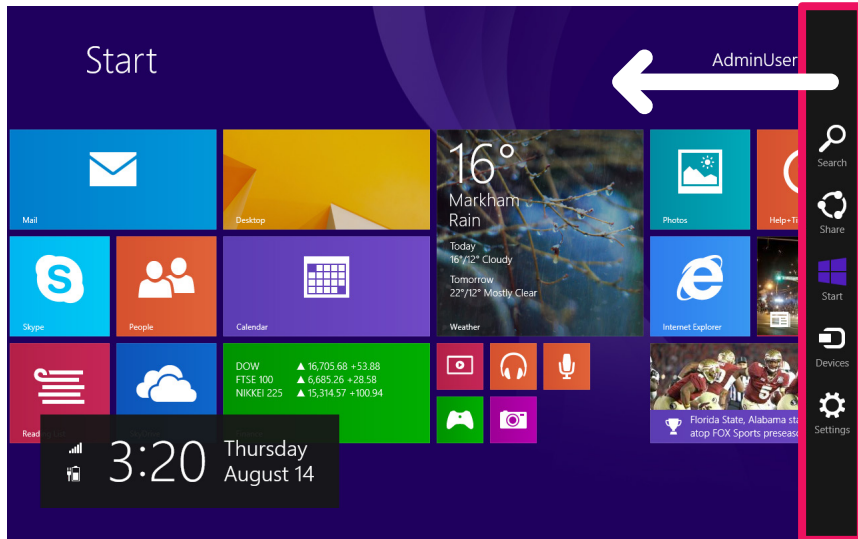 Start
AdminUser
Search
Share
Start
Devices
Settings
Mail
Desktop
16°
Markham
Rain
Today
16°/12° Cloudy
Tomorrow
22°/12° Mostly Clear
Weather
Photos
Help+Ti
Skype
People
Calendar
Internet Explorer
DOW ▲ 16,705.68 +53.88
FTSE 100 ▲ 6,685.26 +28.58
NIKKEI 225 ▲ 15,314.57 +100.94
Florida State, Alabama sta
atop FOX Sports preseaso
Read
3:20
Thursday
August 14